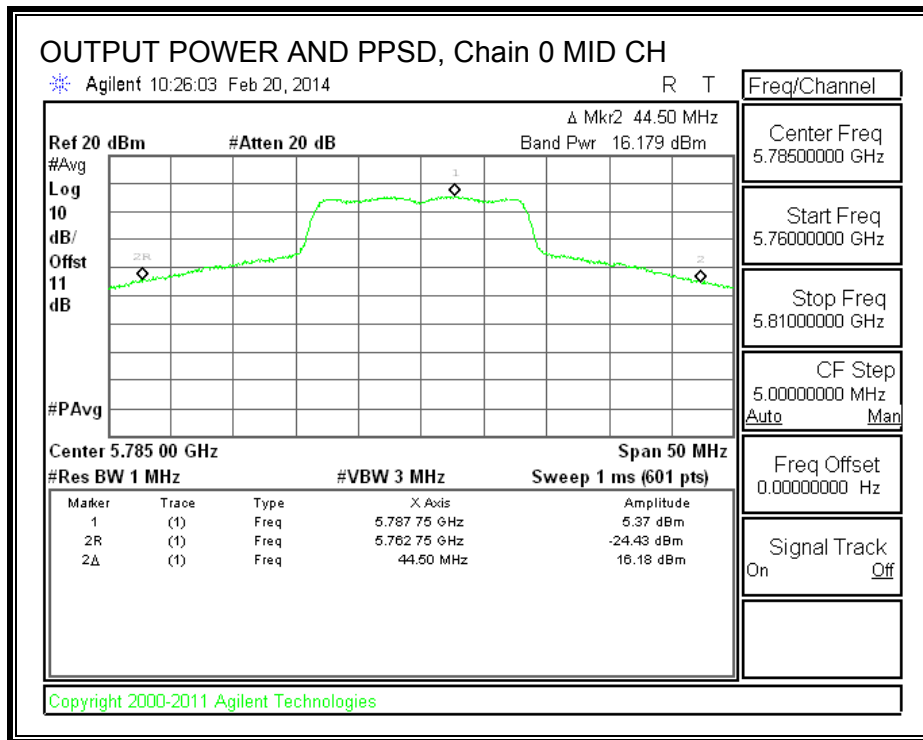 OUTPUT POWER AND PPSD, Chain 0 MID CH
Agilent 10:26:03 Feb 20, 2014 R T
Freq/Channel
Δ Mkr2 44.50 MHz
Ref 20 dBm #Atten 20 dB Band Pwr 16.179 dBm
#Avg
Log
10
dB/
Offst
11
dB
#PAvg
1
2R
2
Center 5.785 00 GHz Span 50 MHz
#Res BW 1 MHz #VBW 3 MHz Sweep 1 ms (601 pts)
Marker Trace Type X Axis Amplitude
1 (1) Freq 5.787 75 GHz 5.37 dBm
2R (1) Freq 5.762 75 GHz -24.43 dBm
2Δ (1) Freq 44.50 MHz 16.18 dBm
Center Freq
5.78500000 GHz
Start Freq
5.76000000 GHz
Stop Freq
5.81000000 GHz
CF Step
5.00000000 MHz
Auto Man
Freq Offset
0.00000000 Hz
Signal Track
On Off
Copyright 2000-2011 Agilent Technologies